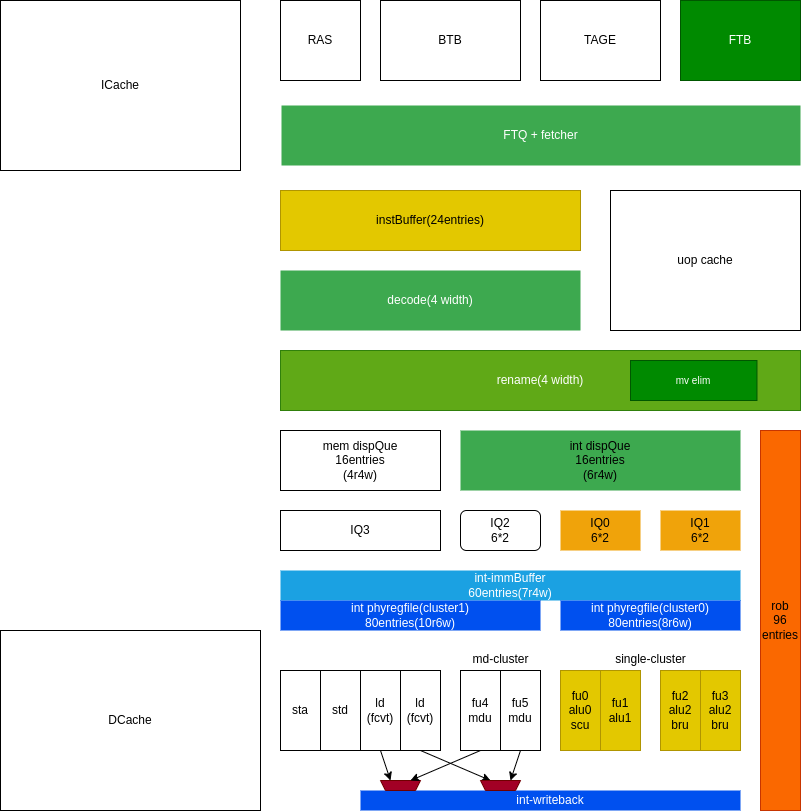 ICache
RAS
BTB
TAGE
FTB
FTQ + fetcher
instBuffer(24entries)
uop cache
decode(4 width)
rename(4 width)
mv elim
mem dispQue
16entries
(4r4w)
int dispQue
16entries
(6r4w)
IQ3
IQ2
6*2
IQ0
6*2
IQ1
6*2
int-immBuffer
60entries(7r4w)
int phyregfile(cluster1)
80entries(10r6w)
int phyregfile(cluster0)
80entries(8r6w)
rob
96
entries
DCache
md-cluster
single-cluster
sta
std
ld
(fcvt)
ld
(fcvt)
fu4
mdu
fu5
mdu
fu0
alu0
scu
fu1
alu1
fu2
alu2
bru
fu3
alu2
bru
int-writeback